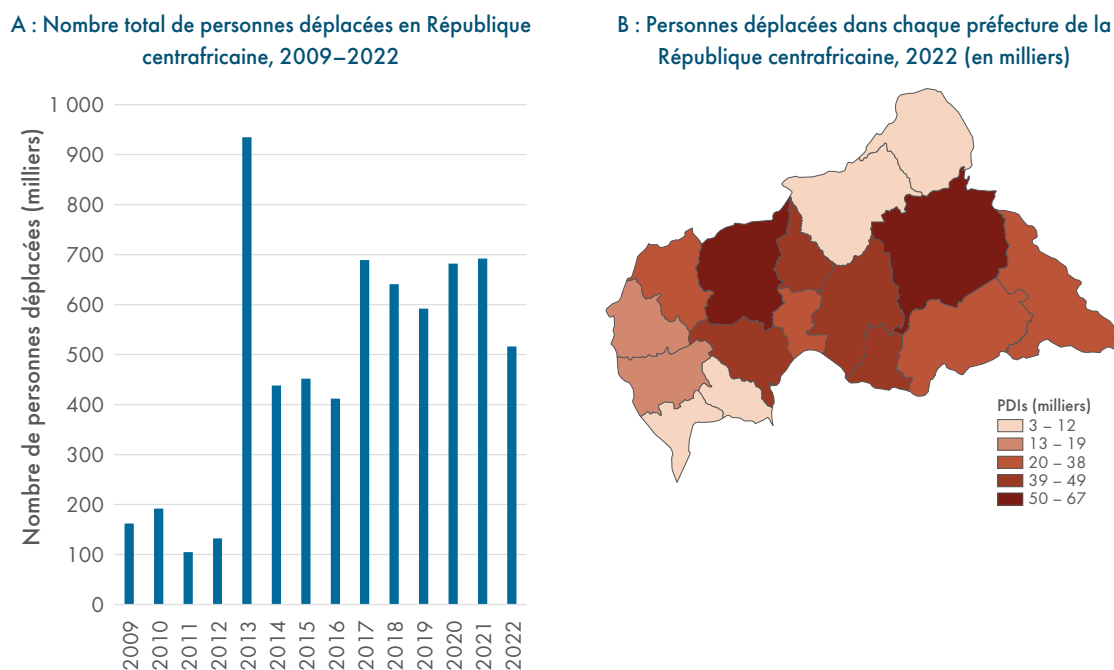 A : Nombre total de personnes déplacées en République
centrafricaine, 2009–2022
Nombre de personnes déplacées (milliers)
1 000
900
800
700
600
500
400
300
200
100
0
2009
2010
2011
2012
2013
2014
2015
2016
2017
2018
2019
2020
2021
2022
B : Personnes déplacées dans chaque préfecture de la
République centrafricaine, 2022 (en milliers)
PDIs (milliers)
3 – 12
13 – 19
20 – 38
39 – 49
50 – 67